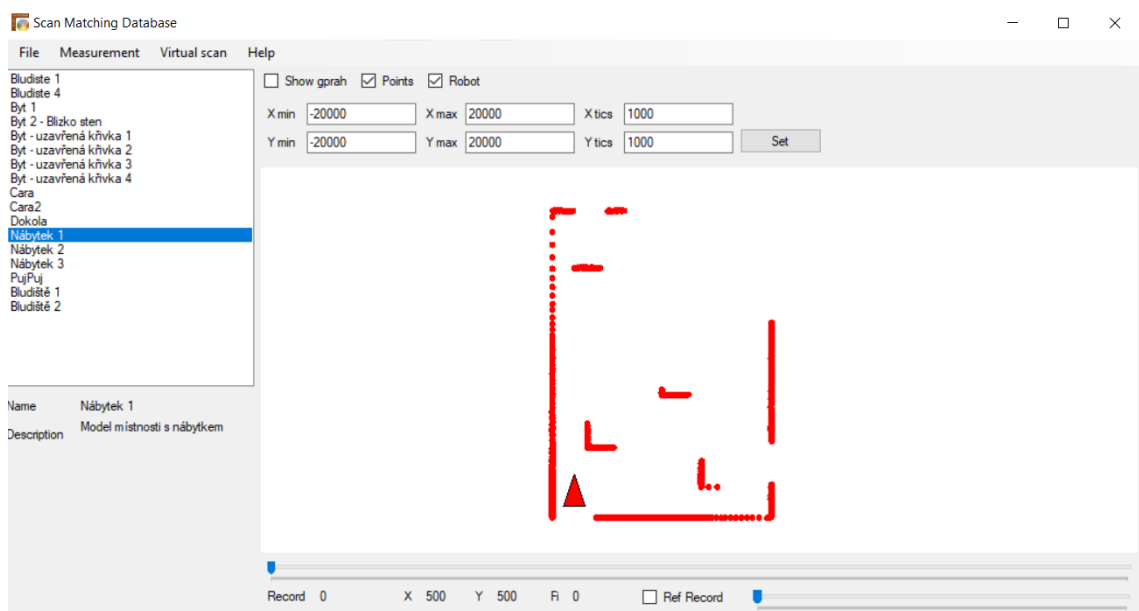 Scan Matching Database
File Measurement Virtual scan Help
Bludiste 1
Bludiste 4
Byt 1
Byt 2 - Blizko sten
Byt - uzavřená křivka 1
Byt - uzavřená křivka 2
Byt - uzavřená křivka 3
Byt - uzavřená křivka 4
Cara
Cara2
Dokola
Nábytek 1
Nábytek 2
Nábytek 3
PujPuj
Bludiště 1
Bludiště 2
Name Nábytek 1
Description Model místnosti s nábytkem
Show gprah Points Robot
X min -20000 X max 20000 X tics 1000
Y min -20000 Y max 20000 Y tics 1000 Set
Record 0 X 500 Y 500 Fi 0 Ref Record